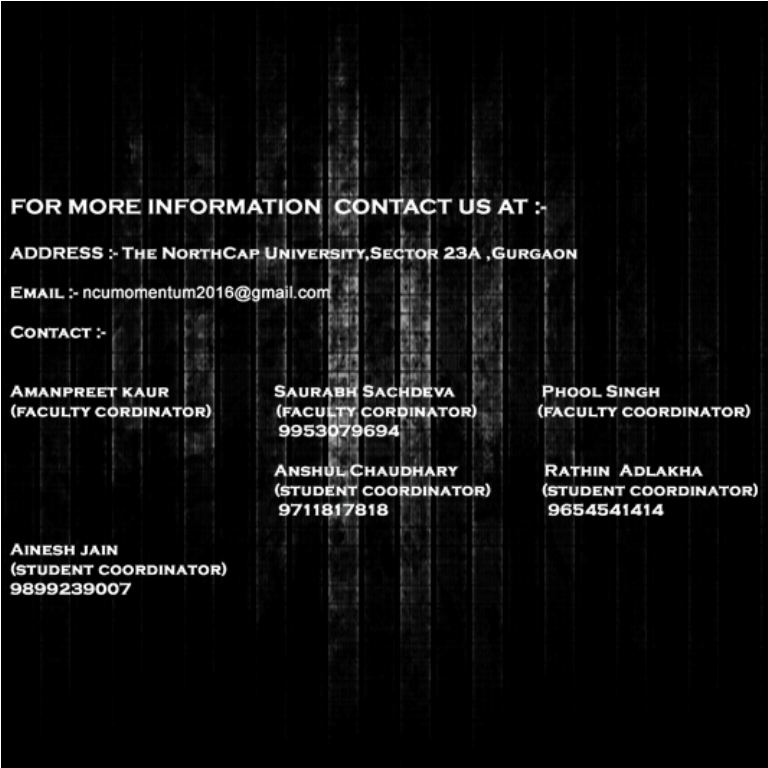 FOR MORE INFORMATION CONTACT US AT :-
ADDRESS :- THE NORTHCAP UNIVERSITY,SECTOR 23A ,GURGAON
EMAIL :- ncumomentum2016@gmail.com
CONTACT :-
AMANPREET KAUR
(FACULTY CORDINATOR)
SAURABH SACHDEVA
(FACULTY CORDINATOR)
9953079694
PHOOL SINGH
(FACULTY COORDINATOR)
ANSHUL CHAUDHARY
(STUDENT COORDINATOR)
9711817818
RATHIN ADLAKHA
(STUDENT COORDINATOR)
9654541414
AINESH JAIN
(STUDENT COORDINATOR)
9899239007